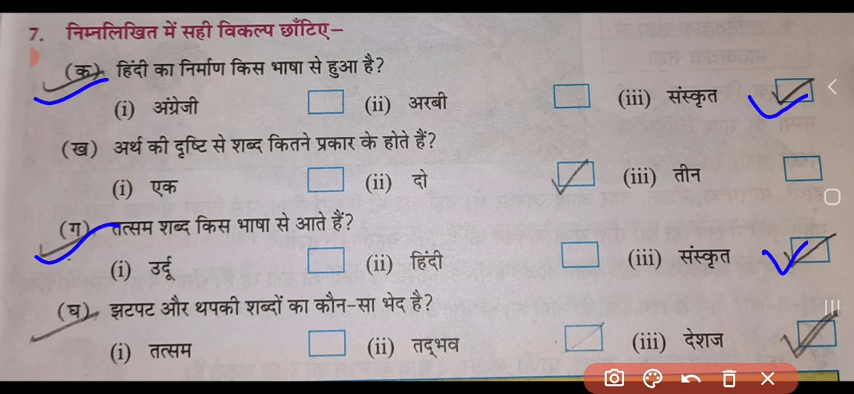 7. निम्नलिखित में सही विकल्प छाँटिए–
(क) हिंदी का निर्माण किस भाषा से हुआ है?
(i) अंग्रेजी (ii) अरबी (iii) संस्कृत
(ख) अर्थ की दृष्टि से शब्द कितने प्रकार के होते हैं?
(i) एक (ii) दो (iii) तीन
(ग) तत्सम शब्द किस भाषा से आते हैं?
(i) उर्दू (ii) हिंदी (iii) संस्कृत
(घ) झटपट और थपकी शब्दों का कौन-सा भेद है?
(i) तत्सम (ii) तद्भव (iii) देशज